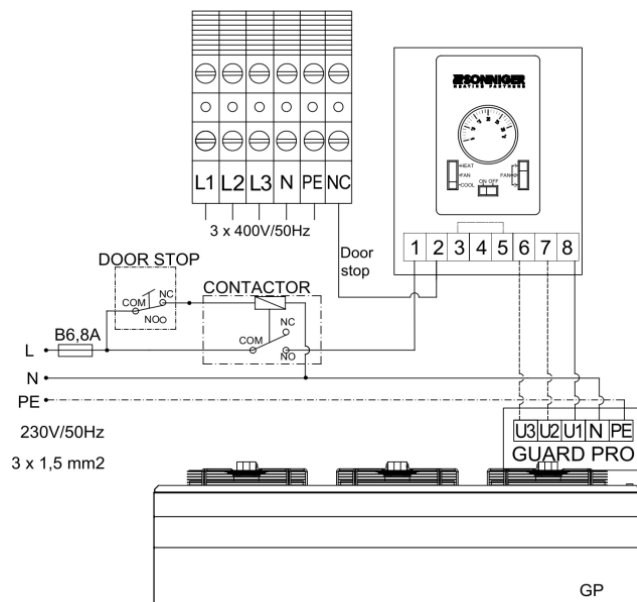 SONNIGER
HEATING PARTNERS
HEAT
FAN
COOL
ON OFF
FAN
L1 L2 L3 N PE NC
3 x 400V/50Hz
Door
stop
1 2 3 4 5 6 7 8
DOOR STOP
COM
NC
NO
CONTACTOR
NC
COM
NO
B6,8A
L
N
PE
230V/50Hz
3 x 1,5 mm2
U3 U2 U1 N PE
GUARD PRO
GP